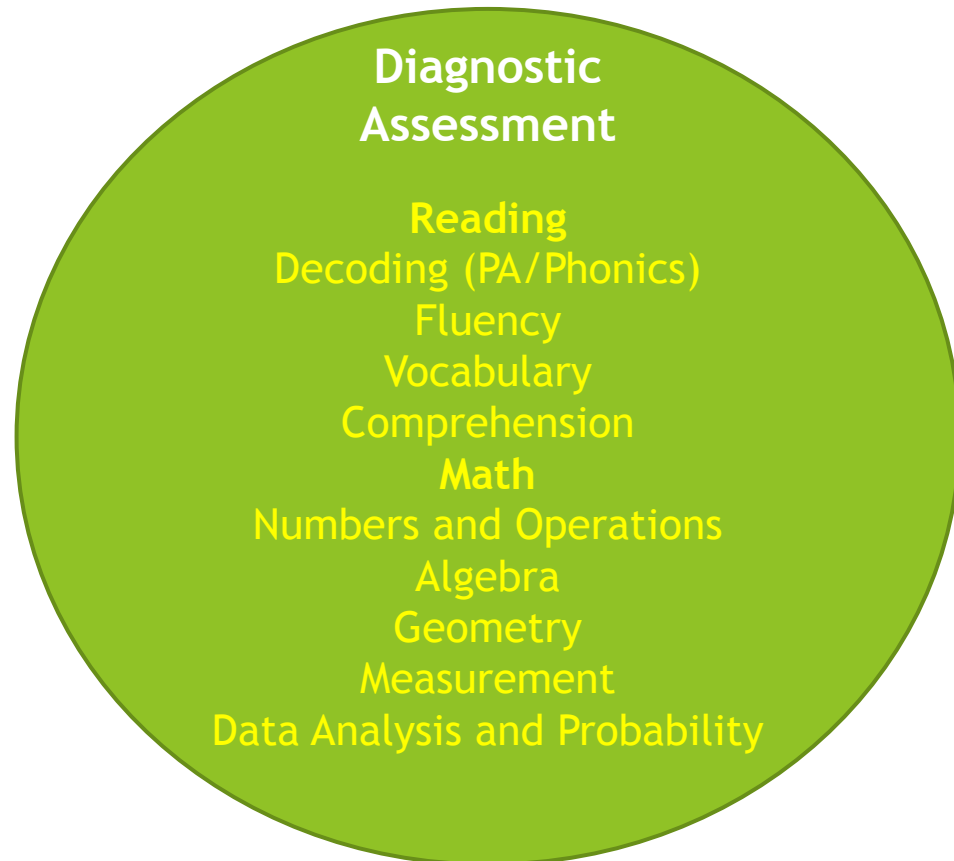 Diagnostic
Assessment
Reading
Decoding (PA/Phonics)
Fluency
Vocabulary
Comprehension
Math
Numbers and Operations
Algebra
Geometry
Measurement
Data Analysis and Probability